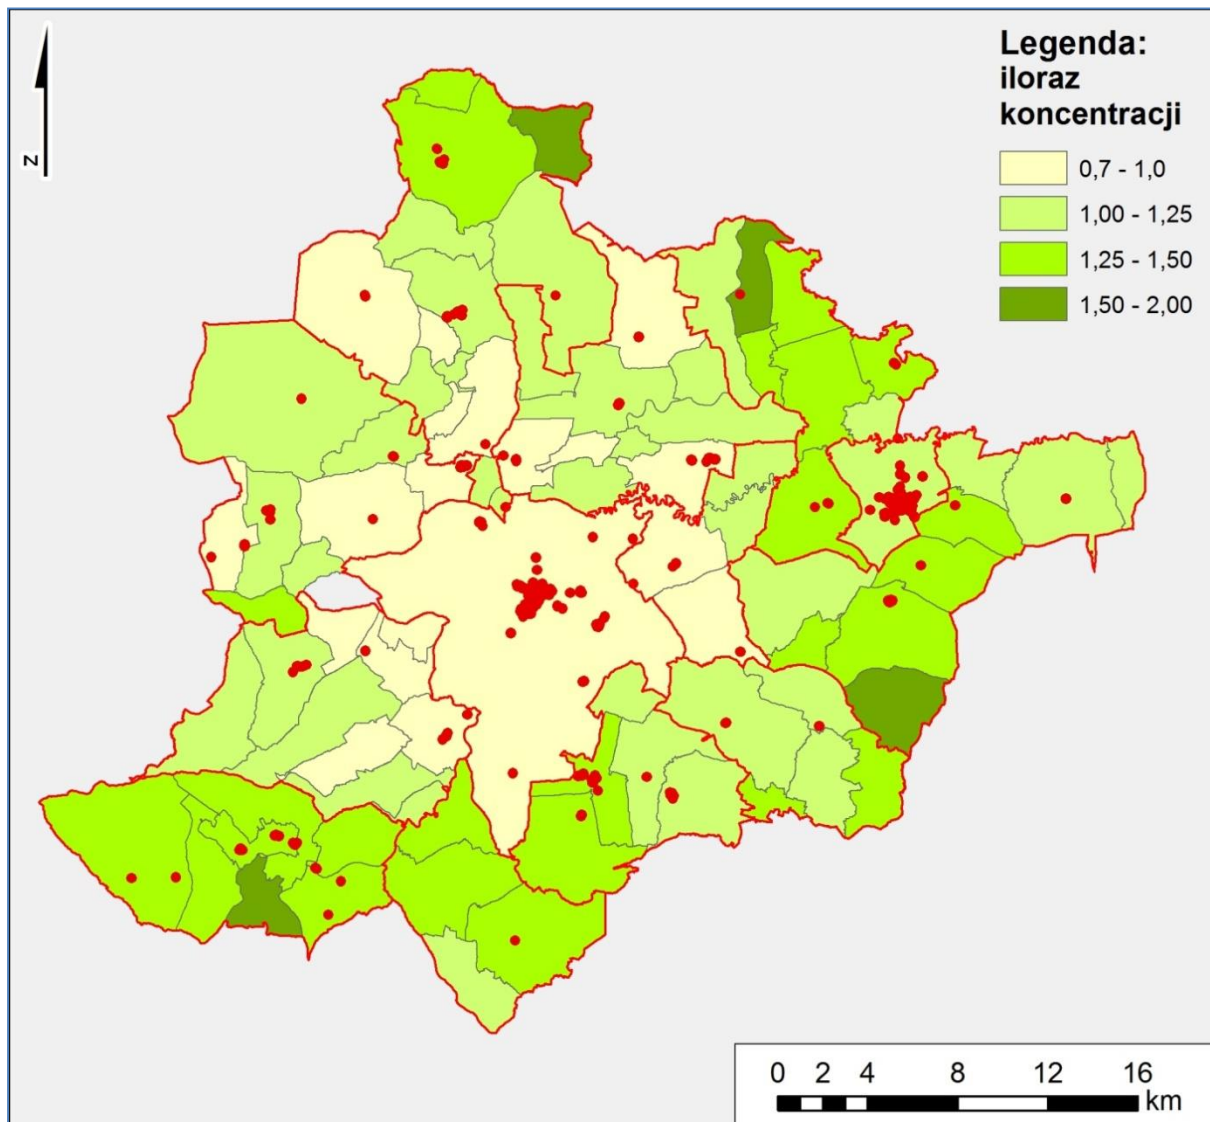 Legenda:
iloraz
koncentracji
0,7 - 1,0
1,00 - 1,25
1,25 - 1,50
1,50 - 2,00
N
0 2 4 8 12 16
km